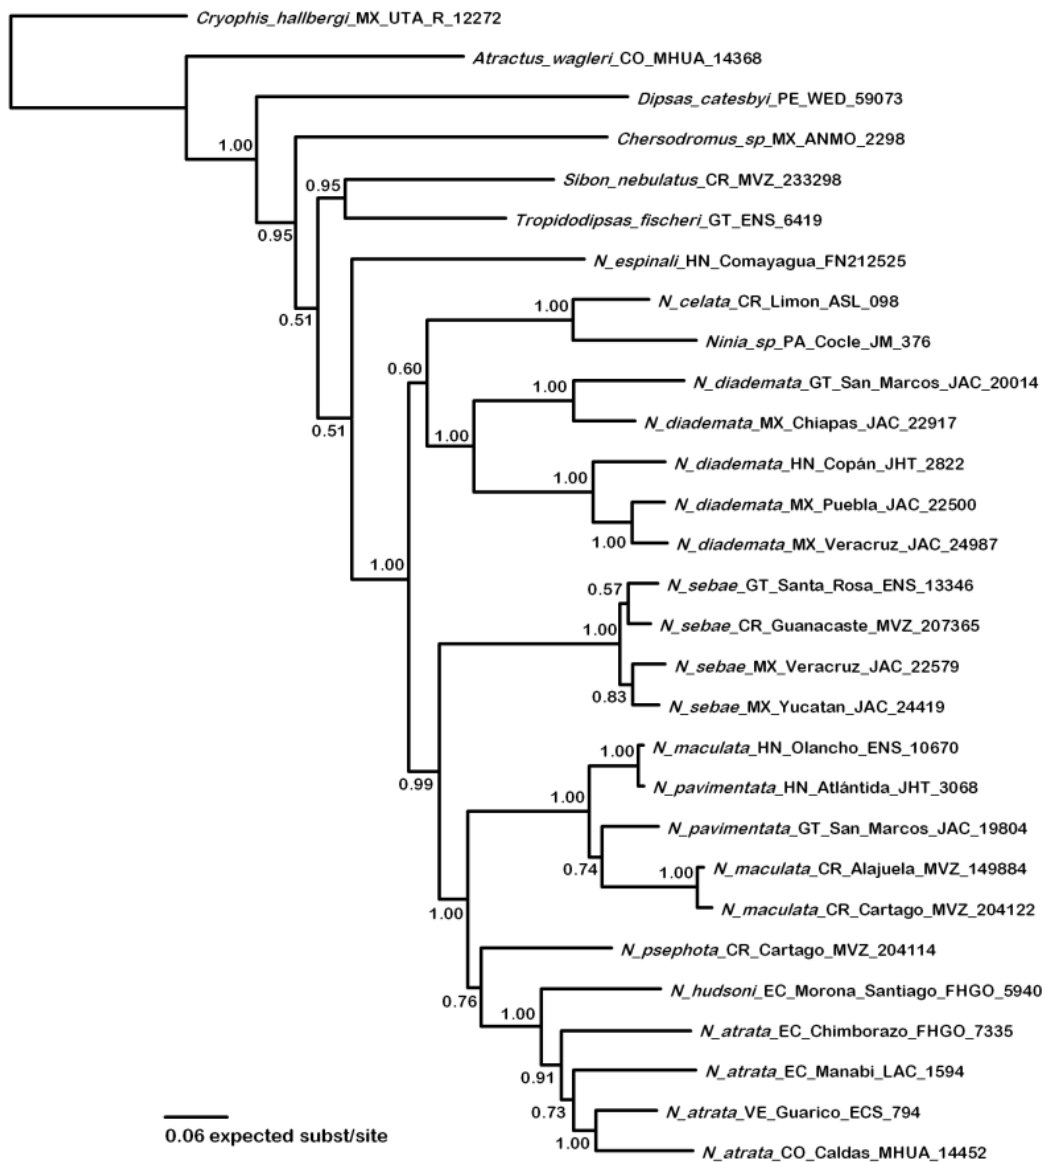 Cryophis_hallbergi_MX_UTA_R_12272
Atractus_wagleri_CO_MHUA_14368
Dipsas_catesbyi_PE_WED_59073
1.00
Chersodromus_sp_MX_ANMO_2298
0.95
Sibon_nebulatus_CR_MVZ_233298
Tropidodipsas_fischeri_GT_ENS_6419
0.95
N_espinali_HN_Comayagua_FN212525
1.00
N_celata_CR_Limon_ASL_098
0.51
Ninia_sp_PA_Cocle_JM_376
0.60
1.00
N_diademata_GT_San_Marcos_JAC_20014
N_diademata_MX_Chiapas_JAC_22917
0.51
1.00
N_diademata_HN_Copán_JHT_2822
1.00
N_diademata_MX_Puebla_JAC_22500
1.00
N_diademata_MX_Veracruz_JAC_24987
1.00
0.57
N_sebae_GT_Santa_Rosa_ENS_13346
1.00
N_sebae_CR_Guanacaste_MVZ_207365
N_sebae_MX_Veracruz_JAC_22579
0.83
N_sebae_MX_Yucatan_JAC_24419
1.00
N_maculata_HN_Olancho_ENS_10670
0.99
N_pavimentata_HN_Atlántida_JHT_3068
1.00
N_pavimentata_GT_San_Marcos_JAC_19804
0.74
1.00
N_maculata_CR_Alajuela_MVZ_149884
N_maculata_CR_Cartago_MVZ_204122
1.00
N_psephota_CR_Cartago_MVZ_204114
0.76
N_hudsoni_EC_Morona_Santiago_FHGO_5940
1.00
N_atrata_EC_Chimborazo_FHGO_7335
0.91
N_atrata_EC_Manabi_LAC_1594
0.73
N_atrata_VE_Guarico_ECS_794
1.00
N_atrata_CO_Caldas_MHUA_14452
0.06 expected subst/site